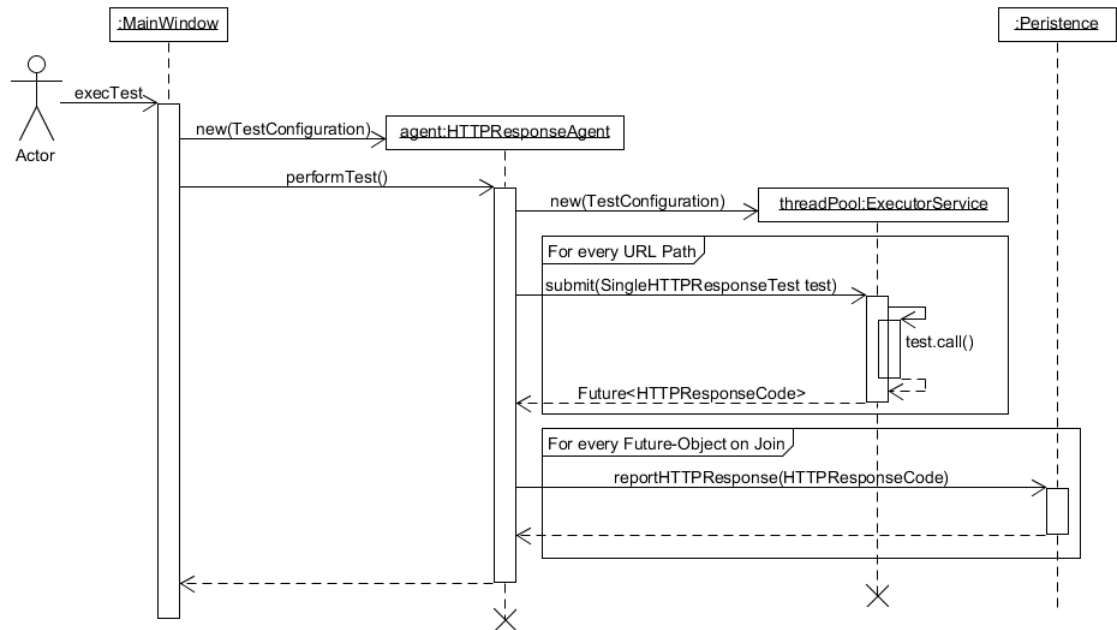 :MainWindow
:Peristence
execTest
Actor
new(TestConfiguration)
agent:HTTPResponseAgent
performTest()
new(TestConfiguration)
threadPool:ExecutorService
For every URL Path
submit(SingleHTTPResponseTest test)
test.call()
Future<HTTPResponseCode>
For every Future-Object on Join
reportHTTPResponse(HTTPResponseCode)